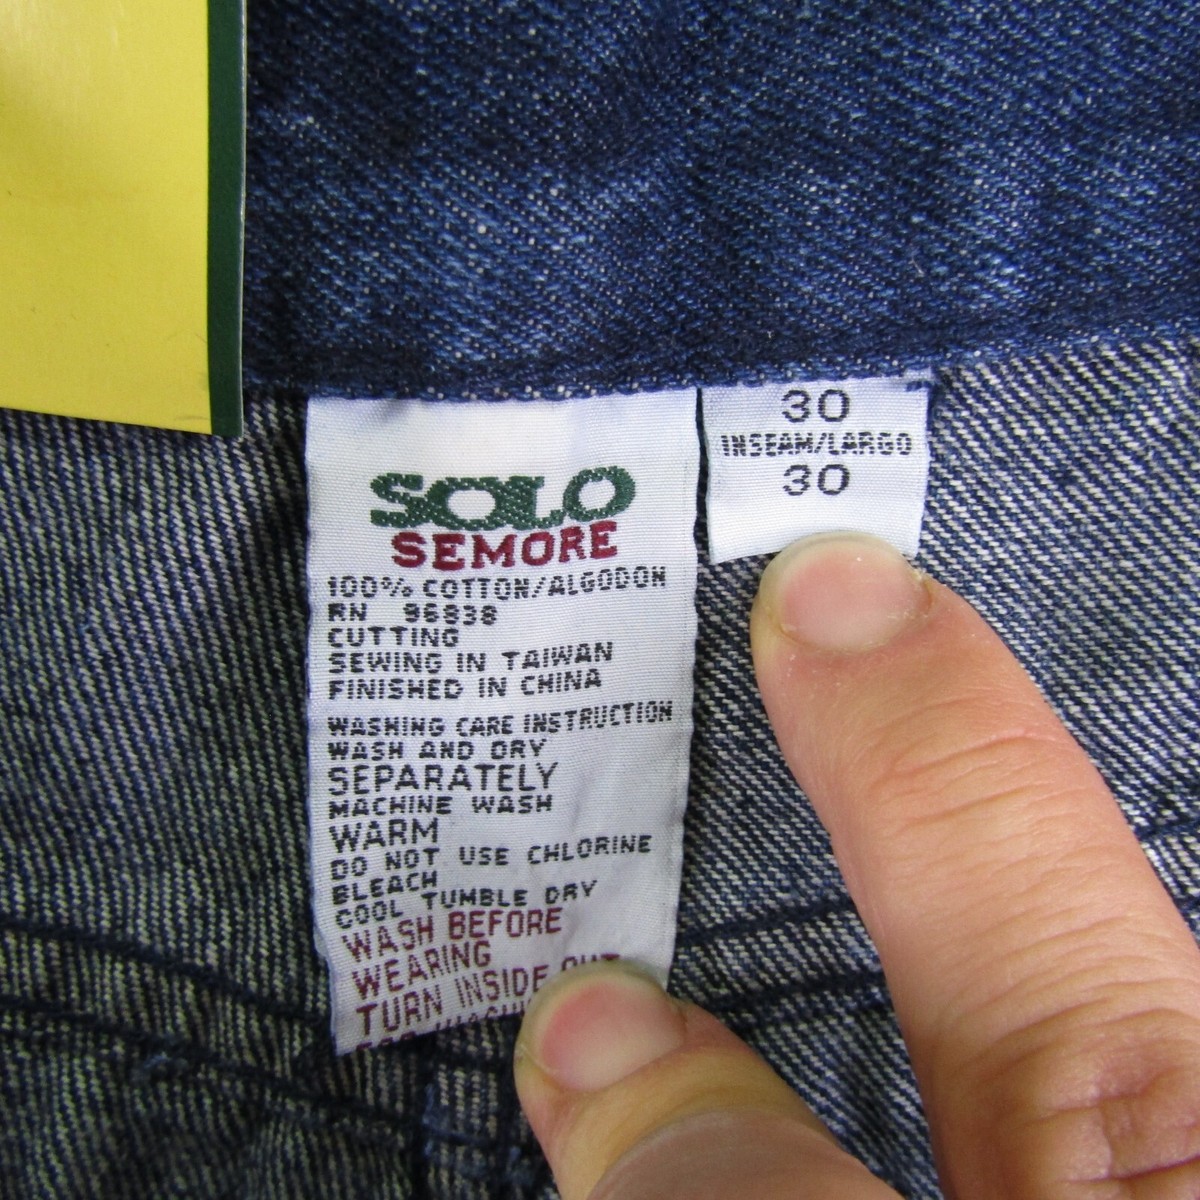 SOLO
SEMORE
100% COTTON/ALGODON
RN 96838
CUTTING
SEWING IN TAIWAN
FINISHED IN CHINA
WASHING CARE INSTRUCTION
WASH AND DRY
SEPARATELY
MACHINE WASH
WARM
DO NOT USE CHLORINE
BLEACH
COOL TUMBLE DRY
WASH BEFORE
WEARING
TURN INSIDE OUT
30
INSEAM/LARGO
30